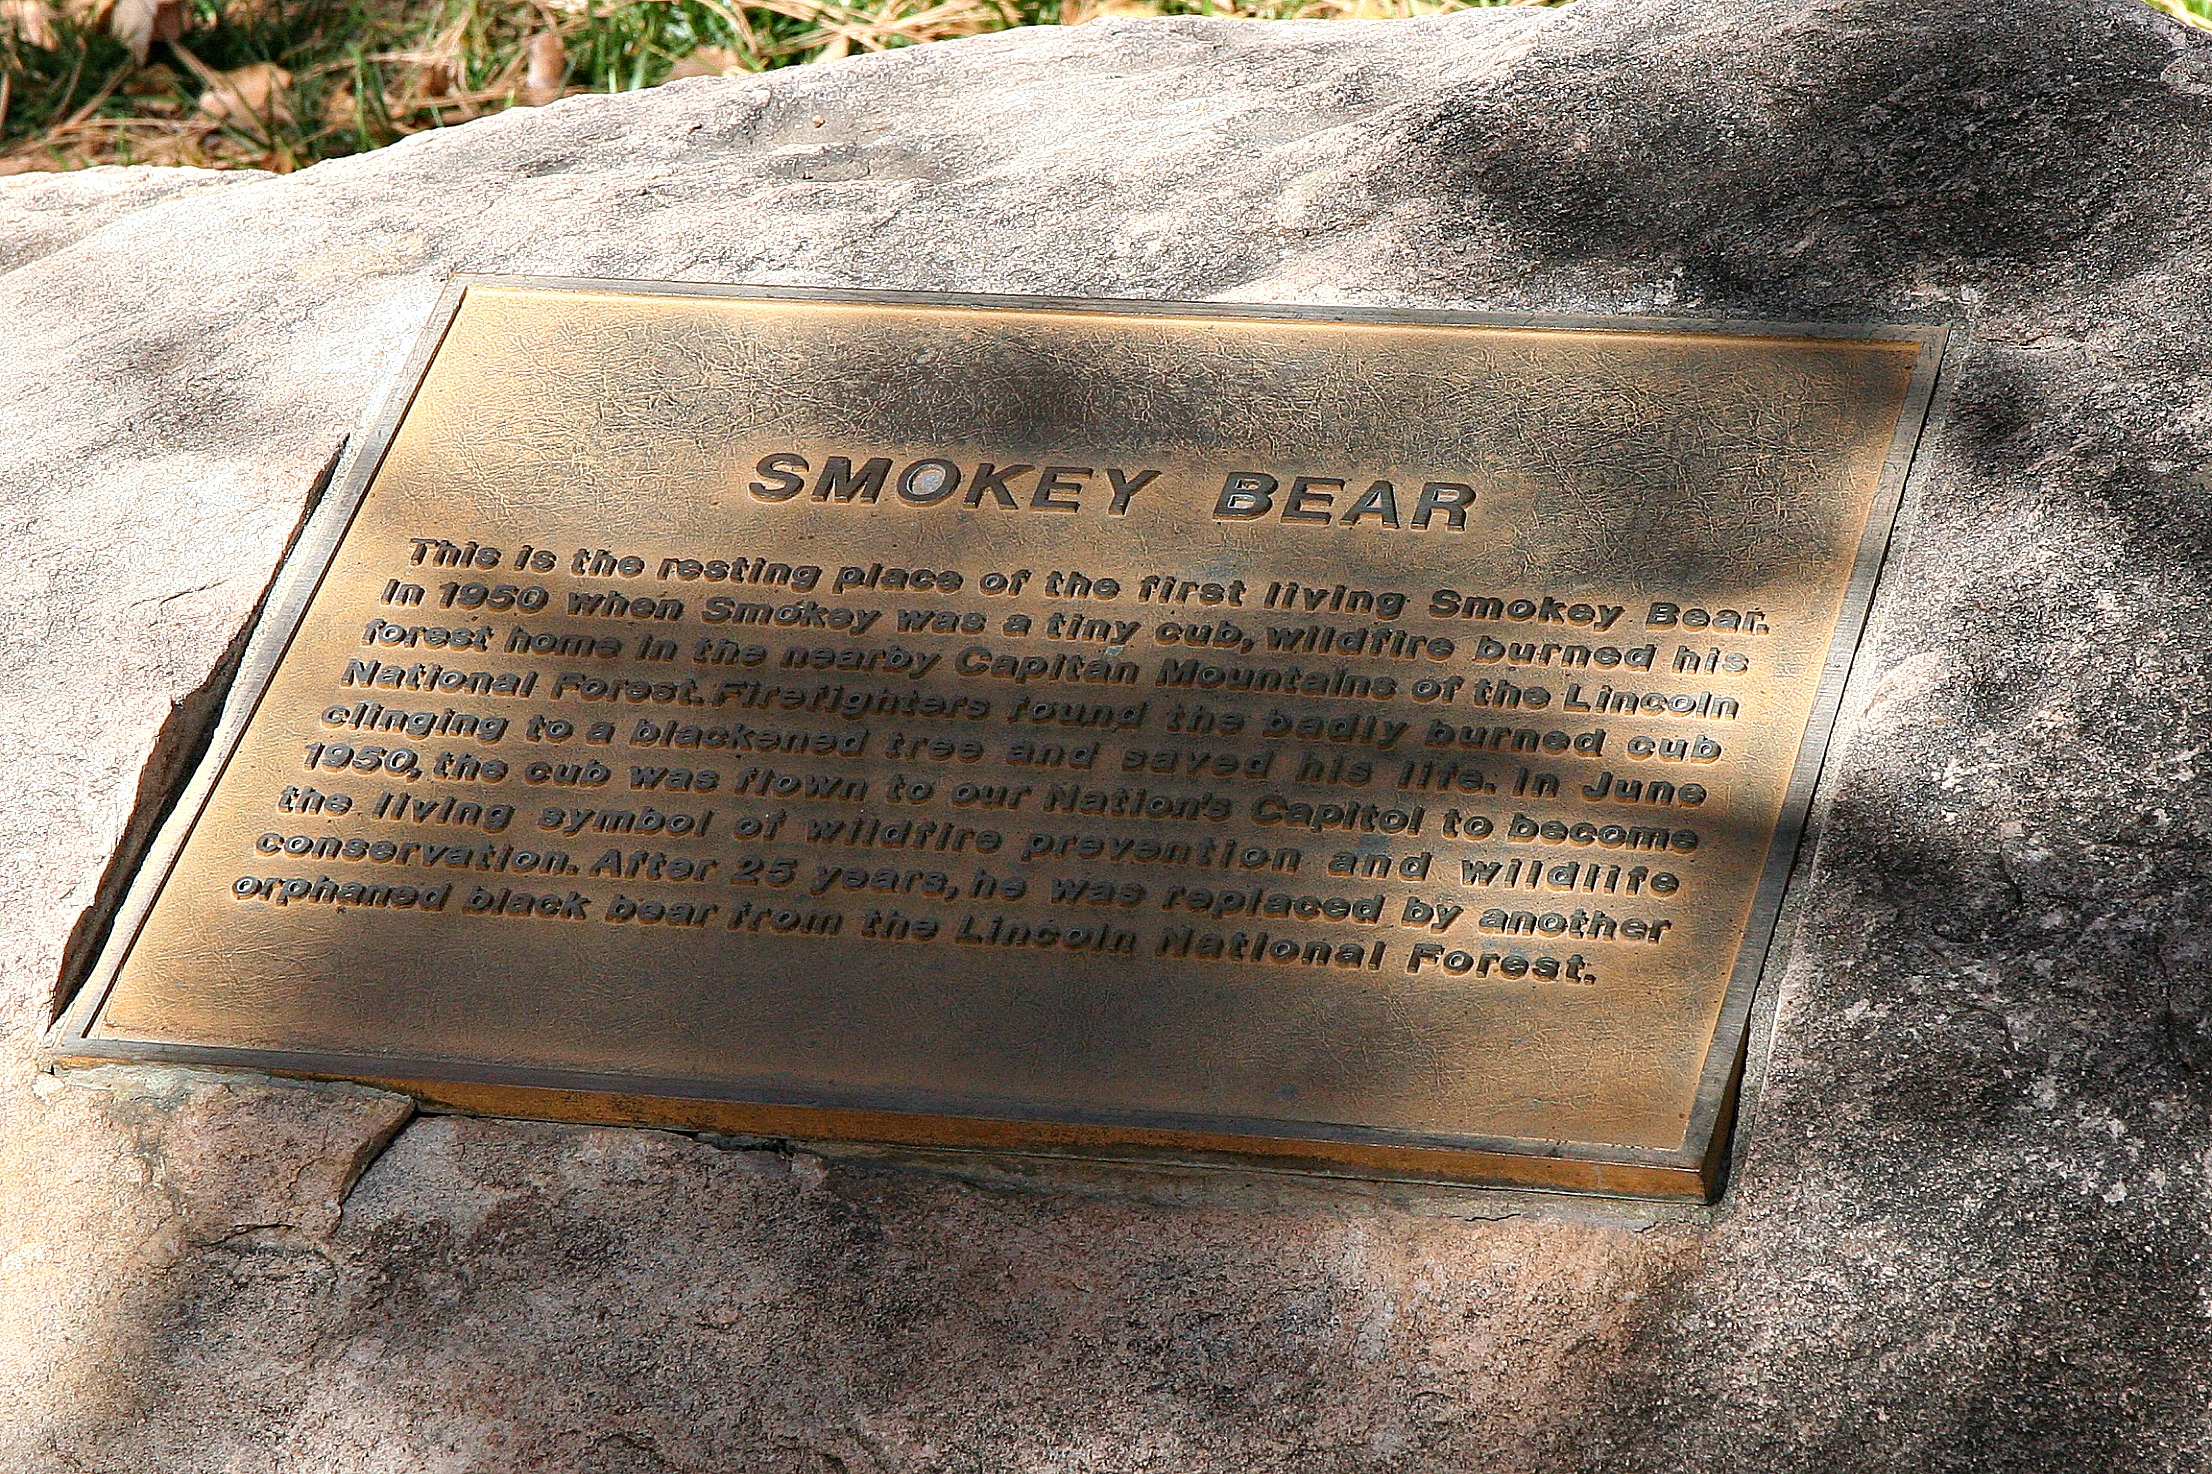 SMOKEY BEAR
This is the resting place of the first living Smokey Bear.
In 1950 when Smokey was a tiny cub, wildfire burned his
forest home in the nearby Capitan Mountains of the Lincoln
National Forest. Firefighters found the badly burned cub
clinging to a blackened tree and saved his life. In June
1950, the cub was flown to our Nation's Capitol to become
the living symbol of wildfire prevention and wildlife
conservation. After 25 years, he was replaced by another
orphaned black bear from the Lincoln National Forest.